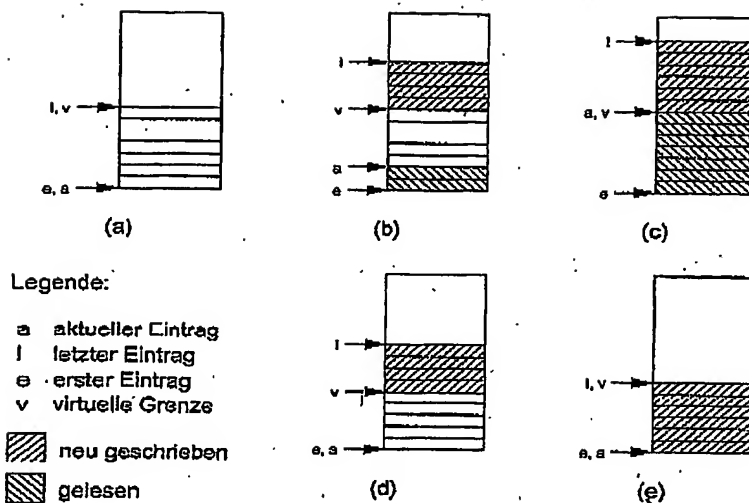 l
l
l, v
v
a, v
a
e, a
e
e
(a)
(b)
(c)
Legende:
a aktueller Eintrag
l letzter Eintrag
e erster Eintrag
v virtuelle Grenze
neu geschrieben
gelesen
l
v
e, a
(d)
l, v
e, a
(e)